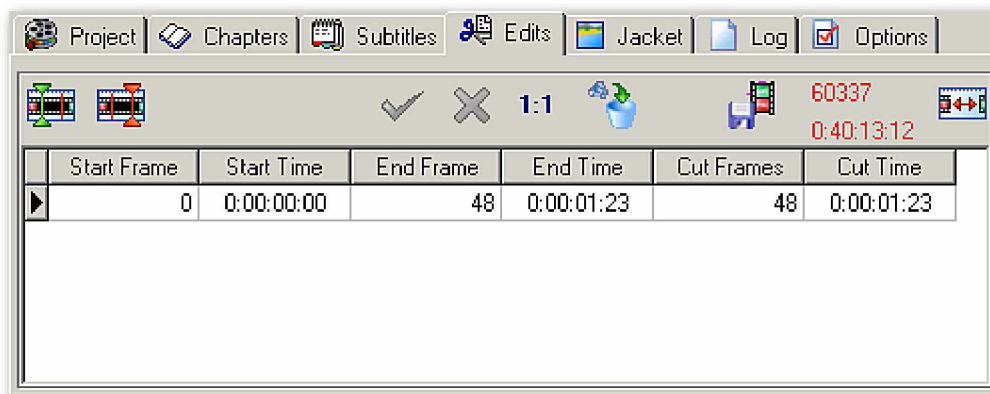 Project Chapters Subtitles Edits Jacket Log Options
1:1 60337
0:40:13:12
Start Frame Start Time End Frame End Time Cut Frames Cut Time
0 0:00:00:00 48 0:00:01:23 48 0:00:01:23